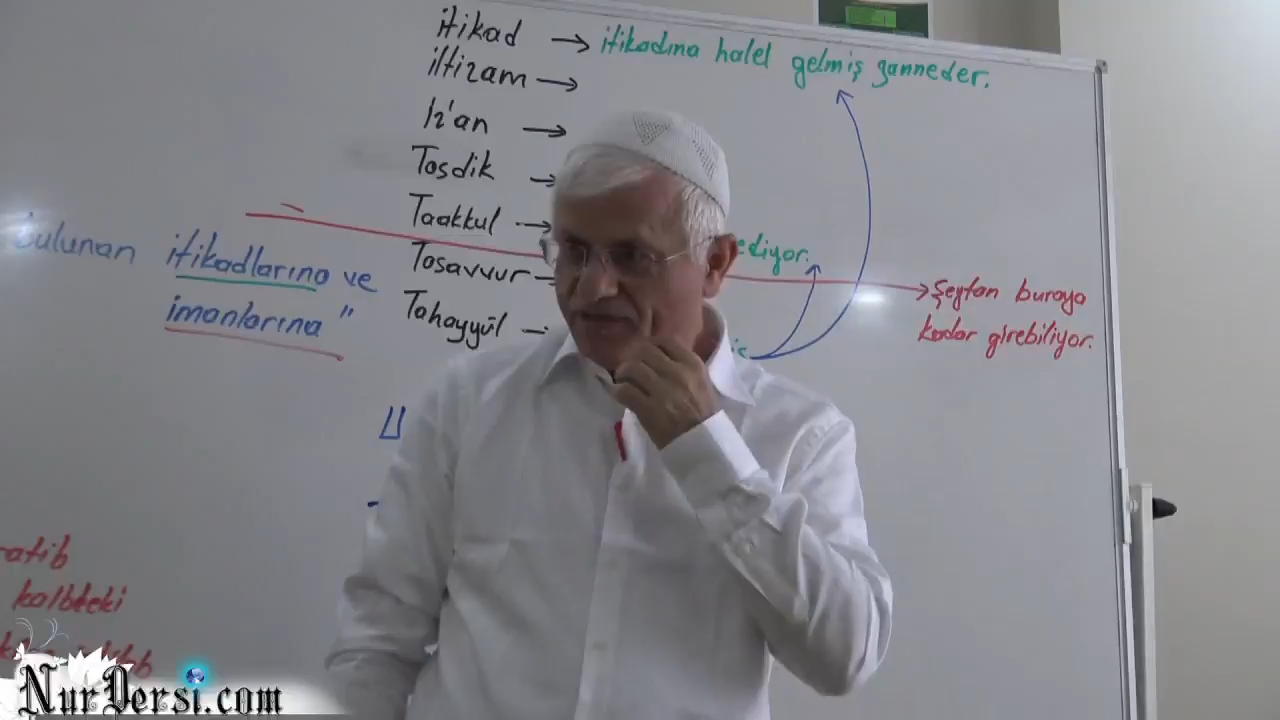 itikad → itikadına halel gelmiş zanneder.
iltizam →
Iz'an →
Tasdik →
Taakkul →
Tasavvur
Tahayyül
ediyor.
bulunan itikadlarına ve
imanlarına "
Şeytan buraya
kadar girebiliyor.
ratib
kalbdeki
NurDersi.com